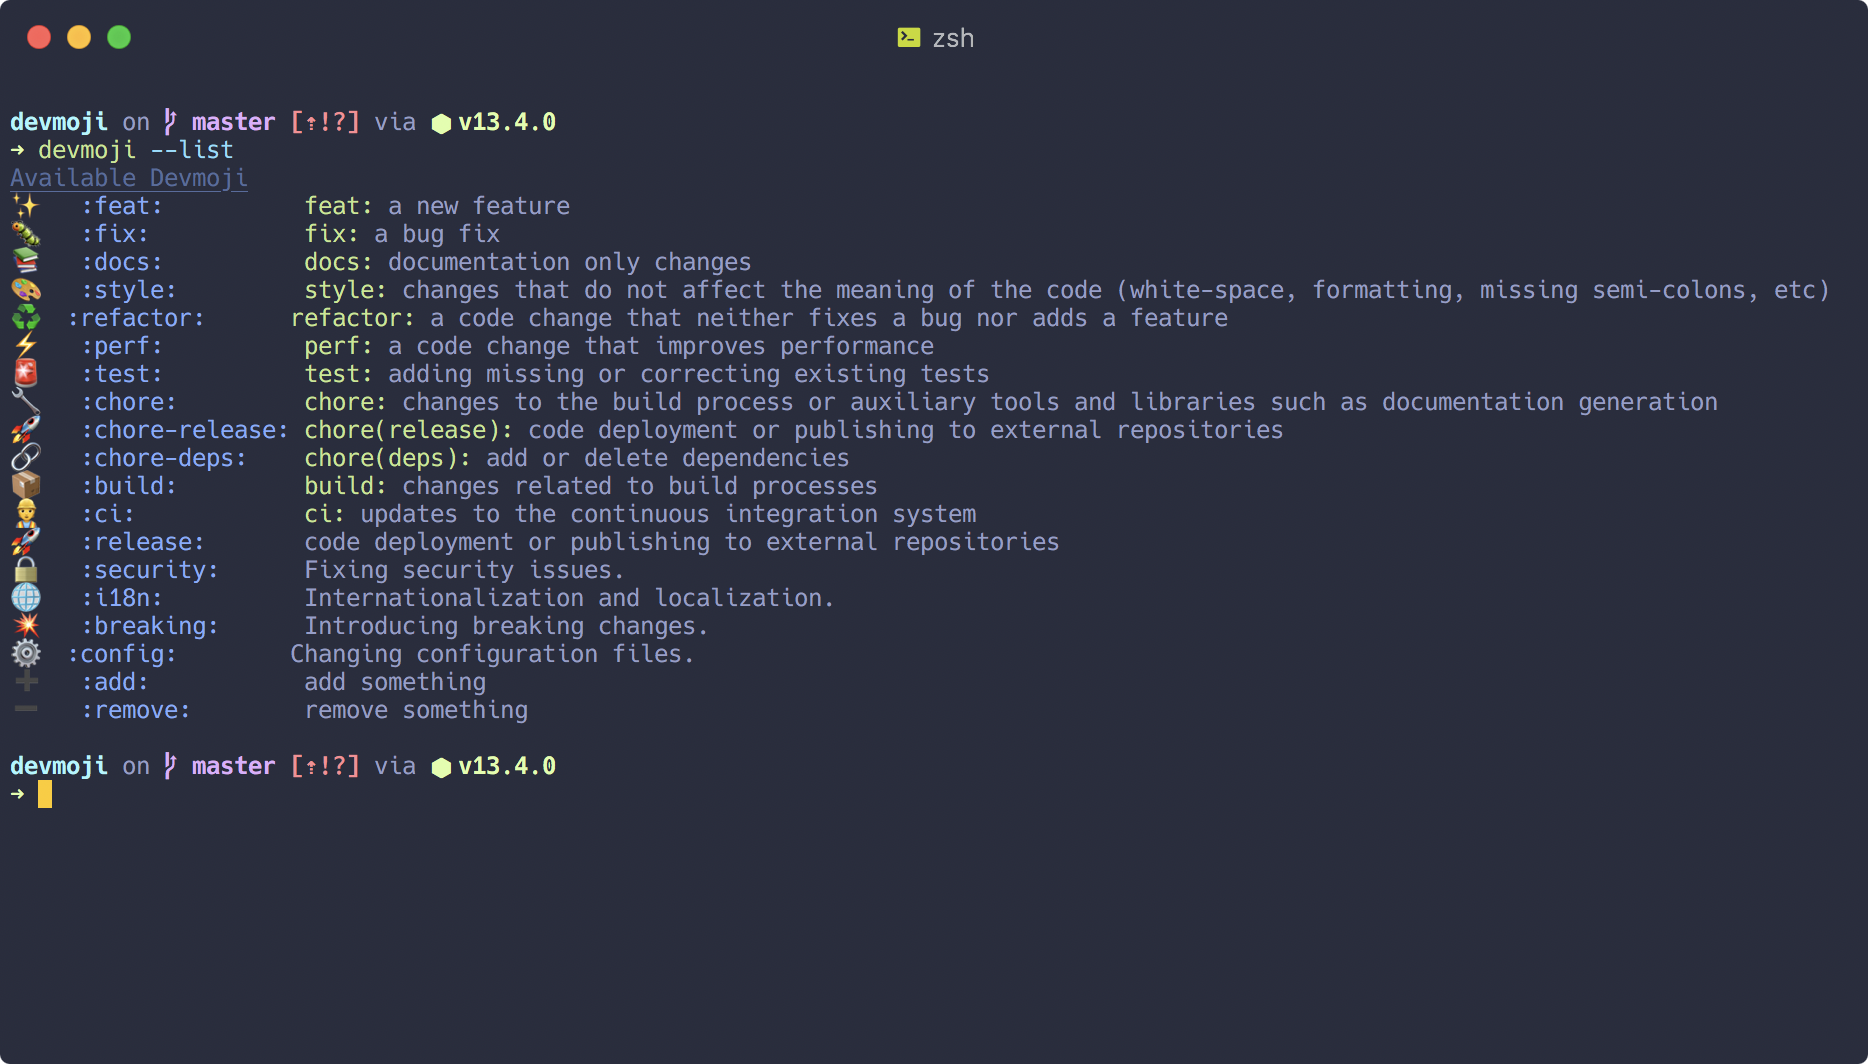 zsh
devmoji on master [⇡!?] via ⬢ v13.4.0
➜ devmoji --list
Available Devmoji
✨ :feat: feat: a new feature
🐛 :fix: fix: a bug fix
📚 :docs: docs: documentation only changes
🎨 :style: style: changes that do not affect the meaning of the code (white-space, formatting, missing semi-colons, etc)
♻️ :refactor: refactor: a code change that neither fixes a bug nor adds a feature
⚡ :perf: perf: a code change that improves performance
🚨 :test: test: adding missing or correcting existing tests
🔧 :chore: chore: changes to the build process or auxiliary tools and libraries such as documentation generation
🚀 :chore-release: chore(release): code deployment or publishing to external repositories
🔗 :chore-deps: chore(deps): add or delete dependencies
📦 :build: build: changes related to build processes
👷 :ci: ci: updates to the continuous integration system
🚀 :release: code deployment or publishing to external repositories
🔒 :security: Fixing security issues.
🌐 :i18n: Internationalization and localization.
💥 :breaking: Introducing breaking changes.
⚙️ :config: Changing configuration files.
➕ :add: add something
➖ :remove: remove something
devmoji on master [⇡!?] via ⬢ v13.4.0
➜